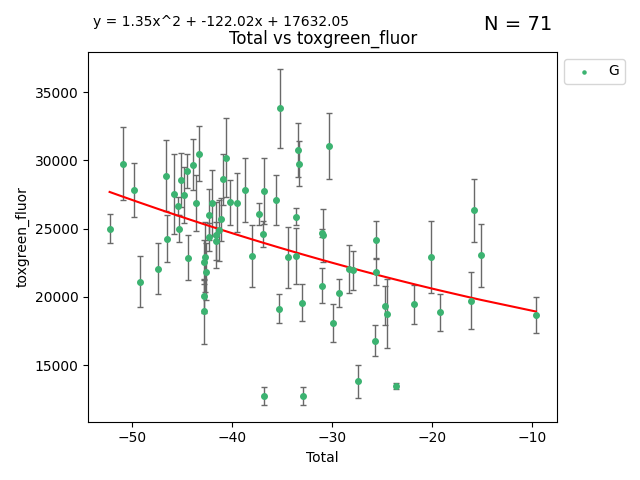 y = 1.35x^2 + -122.02x + 17632.05
N = 71
Total vs toxgreen_fluor
G
35000
30000
25000
20000
15000
toxgreen_fluor
−50
−40
−30
−20
−10
Total